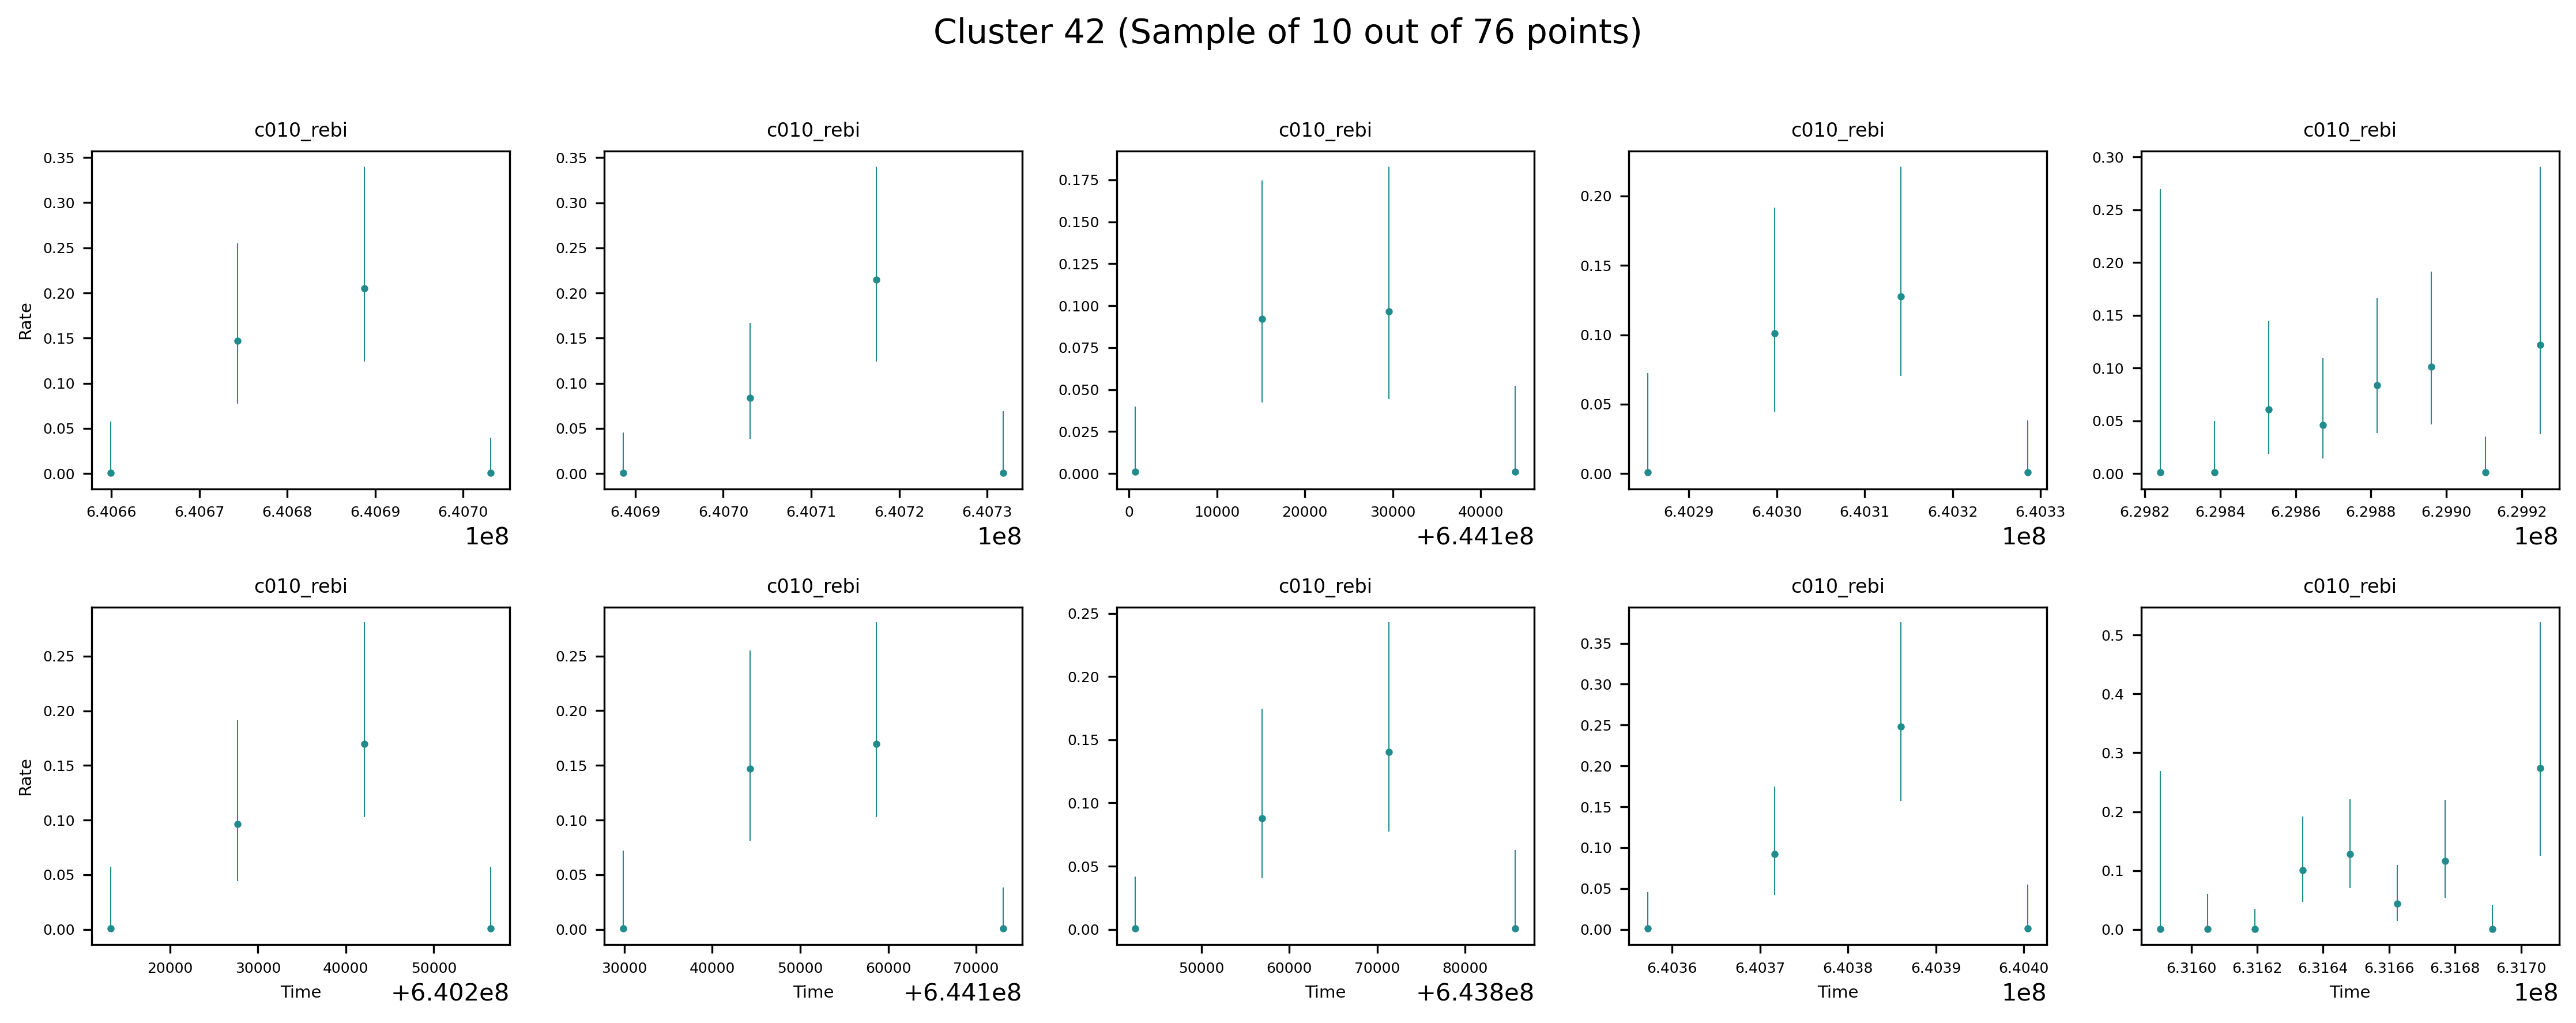 Cluster 42 (Sample of 10 out of 76 points)
c010_rebi c010_rebi c010_rebi c010_rebi c010_rebi
0.35 0.35 0.175 0.20 0.30
0.30 0.30 0.150 0.15 0.25
0.25 0.25 0.125 0.10 0.20
0.20 0.20 0.100 0.05 0.15
0.15 0.15 0.075 0.00 0.10
0.10 0.10 0.050 0.05
0.05 0.05 0.025 0.00
0.00 0.00 0.000
Rate
6.4066 6.4067 6.4068 6.4069 6.4070 6.4069 6.4070 6.4071 6.4072 6.4073 0 10000 20000 30000 40000 6.4029 6.4030 6.4031 6.4032 6.4033 6.2982 6.2984 6.2986 6.2988 6.2990 6.2992
1e8 1e8 +6.441e8 1e8 1e8
c010_rebi c010_rebi c010_rebi c010_rebi c010_rebi
0.25 0.25 0.25 0.35 0.5
0.20 0.20 0.20 0.30 0.4
0.15 0.15 0.15 0.25 0.3
0.10 0.10 0.10 0.20 0.2
0.05 0.05 0.05 0.15 0.1
0.00 0.00 0.00 0.10 0.0
0.05
0.00
Rate
20000 30000 40000 50000 30000 40000 50000 60000 70000 50000 60000 70000 80000 6.4036 6.4037 6.4038 6.4039 6.4040 6.3160 6.3162 6.3164 6.3166 6.3168 6.3170
Time Time Time Time Time
+6.402e8 +6.441e8 +6.438e8 1e8 1e8